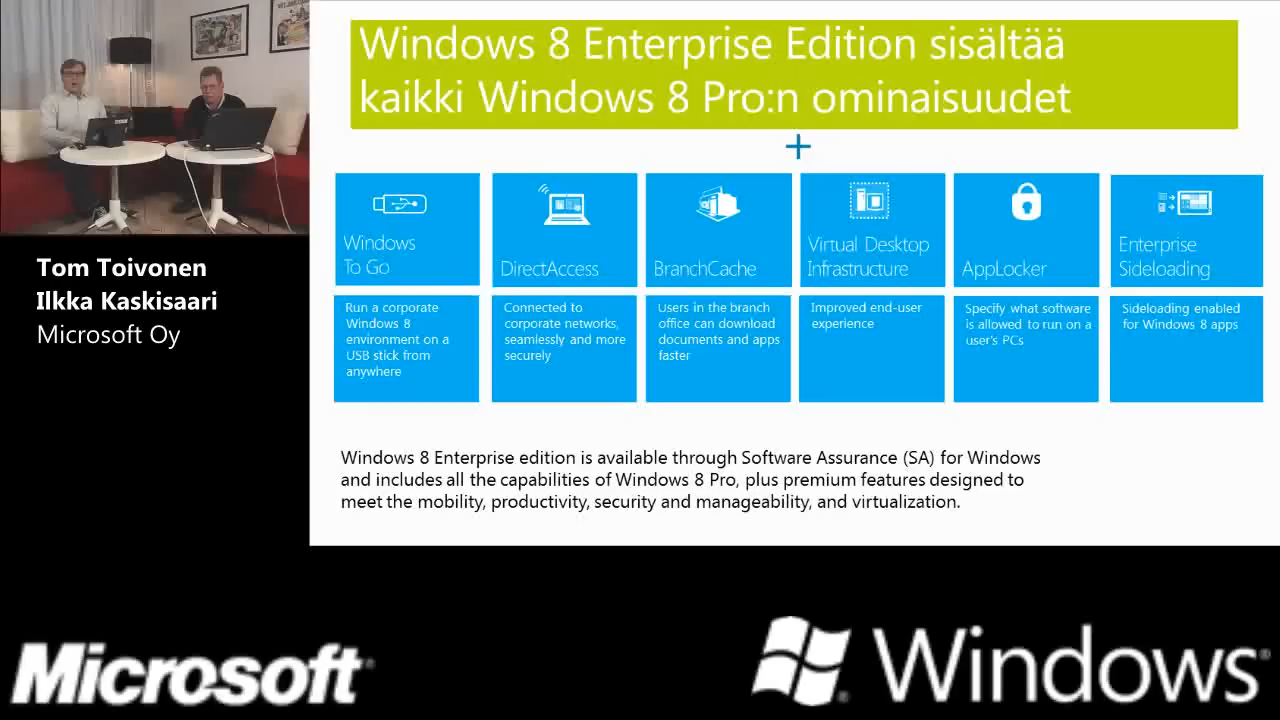 Windows 8 Enterprise Edition sisältää
kaikki Windows 8 Pro:n ominaisuudet
+
Windows
To Go
Run a corporate
Windows 8
environment on a
USB stick from
anywhere
DirectAccess
Connected to
corporate networks,
seamlessly and more
securely
BranchCache
Users in the branch
office can download
documents and apps
faster
Virtual Desktop
Infrastructure
Improved end-user
experience
AppLocker
Specify what software
is allowed to run on a
user's PCs
Enterprise
Sideloading
Sideloading enabled
for Windows 8 apps
Windows 8 Enterprise edition is available through Software Assurance (SA) for Windows
and includes all the capabilities of Windows 8 Pro, plus premium features designed to
meet the mobility, productivity, security and manageability, and virtualization.
Tom Toivonen
Ilkka Kaskisaari
Microsoft Oy
Microsoft®
Windows®